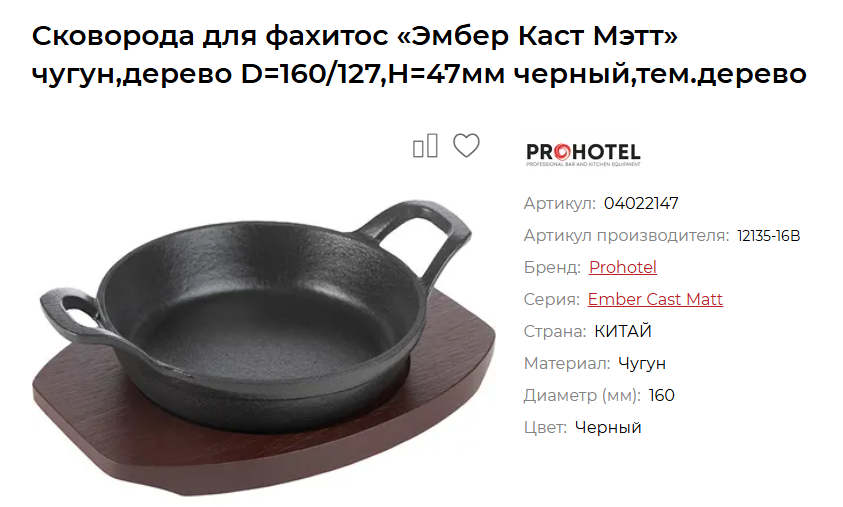 Сковорода для фахитос «Эмбер Каст Мэтт»
чугун,дерево D=160/127,H=47мм черный,тем.дерево
PROHOTEL
PROFESSIONAL BAR AND KITCHEN EQUIPMENT
Артикул: 04022147
Артикул производителя: 12135-16B
Бренд: Prohotel
Серия: Ember Cast Matt
Страна: КИТАЙ
Материал: Чугун
Диаметр (мм): 160
Цвет: Черный